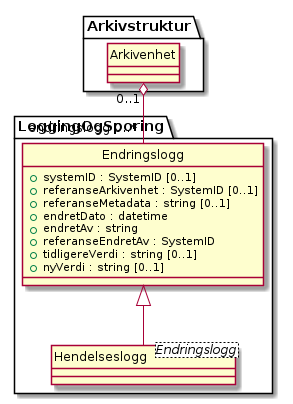 Arkivstruktur
Arkivenhet
0..1
LoggingOgSporing
endringslogg
Endringslogg
systemID : SystemID [0..1]
referanseArkivenhet : SystemID [0..1]
referanseMetadata : string [0..1]
endretDato : datetime
endretAv : string
referanseEndretAv : SystemID
tidligereVerdi : string [0..1]
nyVerdi : string [0..1]
Hendelseslogg
Endringslogg